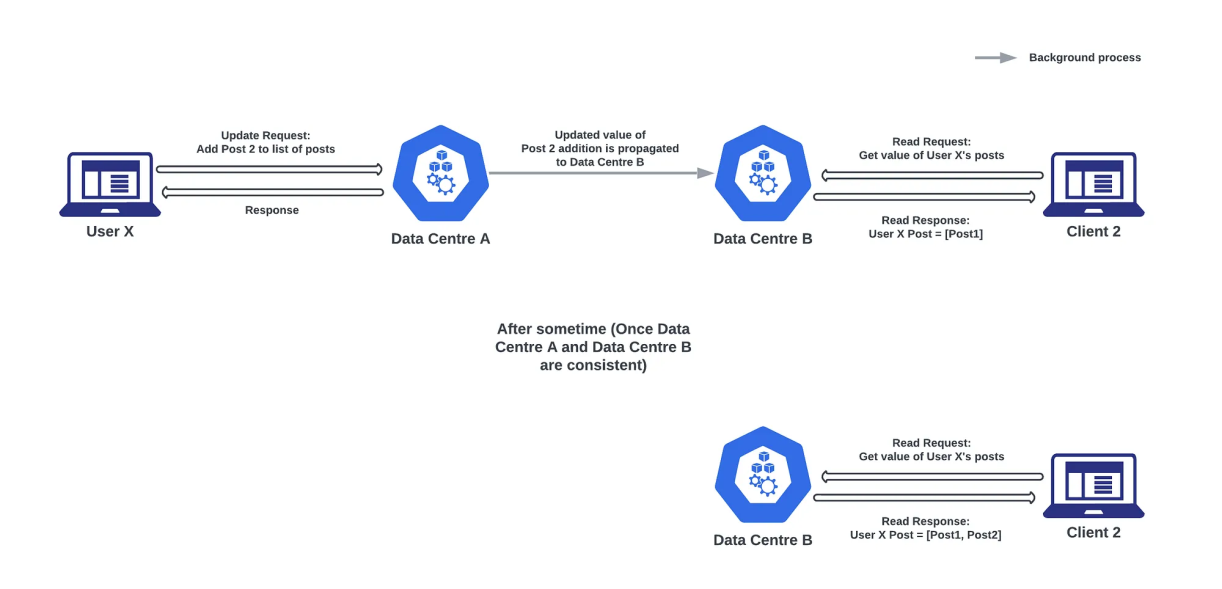 Background process
Update Request:
Add Post 2 to list of posts
Response
User X
Data Centre A
Updated value of
Post 2 addition is propagated
to Data Centre B
Data Centre B
Read Request:
Get value of User X's posts
Read Response:
User X Post = [Post1]
Client 2
After sometime (Once Data
Centre A and Data Centre B
are consistent)
Data Centre B
Read Request:
Get value of User X's posts
Read Response:
User X Post = [Post1, Post2]
Client 2